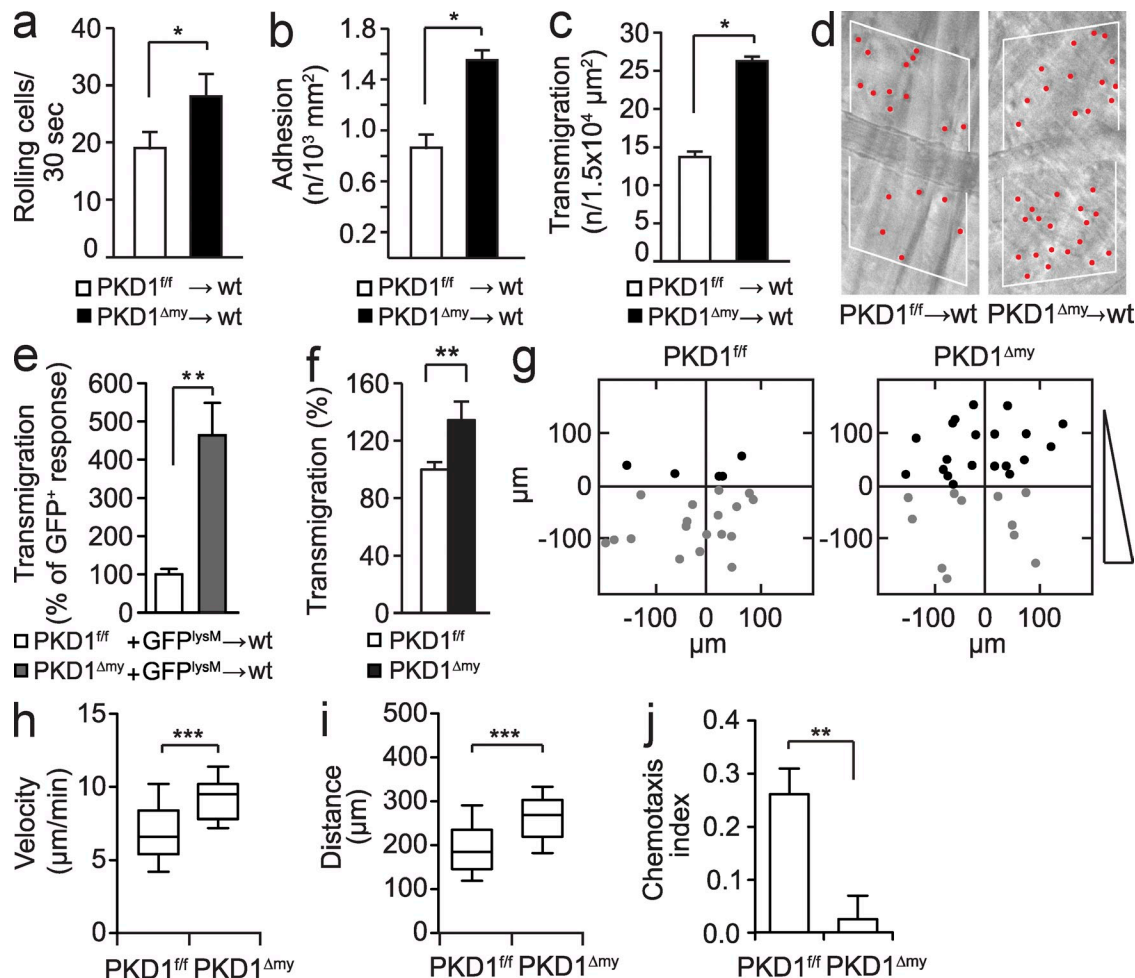 a
Rolling cells/
30 sec
40
30
20
10
0
*
PKD1f/f → wt
PKD1Δmy → wt
b
Adhesion
(n/10³ mm²)
1.6
1.4
1.0
0.8
0.6
0.2
*
PKD1f/f → wt
PKD1Δmy → wt
c
Transmigration
(n/1.5x10⁴ µm²)
30
25
20
15
10
5
0
*
PKD1f/f → wt
PKD1Δmy → wt
d
PKD1f/f→wt
PKD1Δmy→wt
e
Transmigration
(% of GFP⁺ response)
600
500
450
300
200
100
0
**
PKD1f/f +GFPlysM→wt
PKD1Δmy+GFPlysM→wt
f
Transmigration (%)
160
120
80
40
0
**
PKD1f/f
PKD1Δmy
g
PKD1f/f
PKD1Δmy
µm
100
0
-100
-100 0 100
µm
100
0
-100
-100 0 100
µm
h
Velocity
(µm/min)
15
10
5
0
***
PKD1f/f PKD1Δmy
i
Distance
(µm)
500
400
300
200
100
0
***
PKD1f/f PKD1Δmy
j
Chemotaxis
index
0.4
0.3
0.2
0.1
0.0
**
PKD1f/f PKD1Δmy